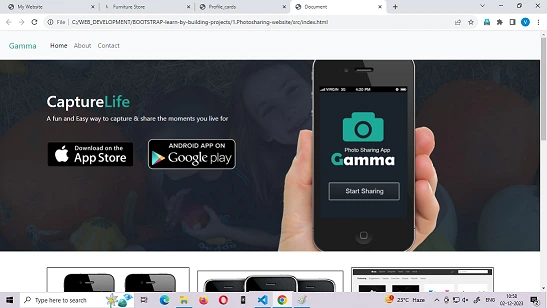 My Website
Furniture Store
Profile_cards
Document
File
C:/WEB_DEVELOPMENT/BOOTSTRAP-learn-by-building-projects/1.Photosharing-website/src/index.html
Gamma
Home
About
Contact
CaptureLife
A fun and Easy way to capture & share the moments you live for
Download on the
App Store
ANDROID APP ON
Google play
VIRGIN 3G
4:20 PM
Photo Sharing App
Gamma
Start Sharing
Type here to search
23°C Haze
ENG
10:58
02-12-2023